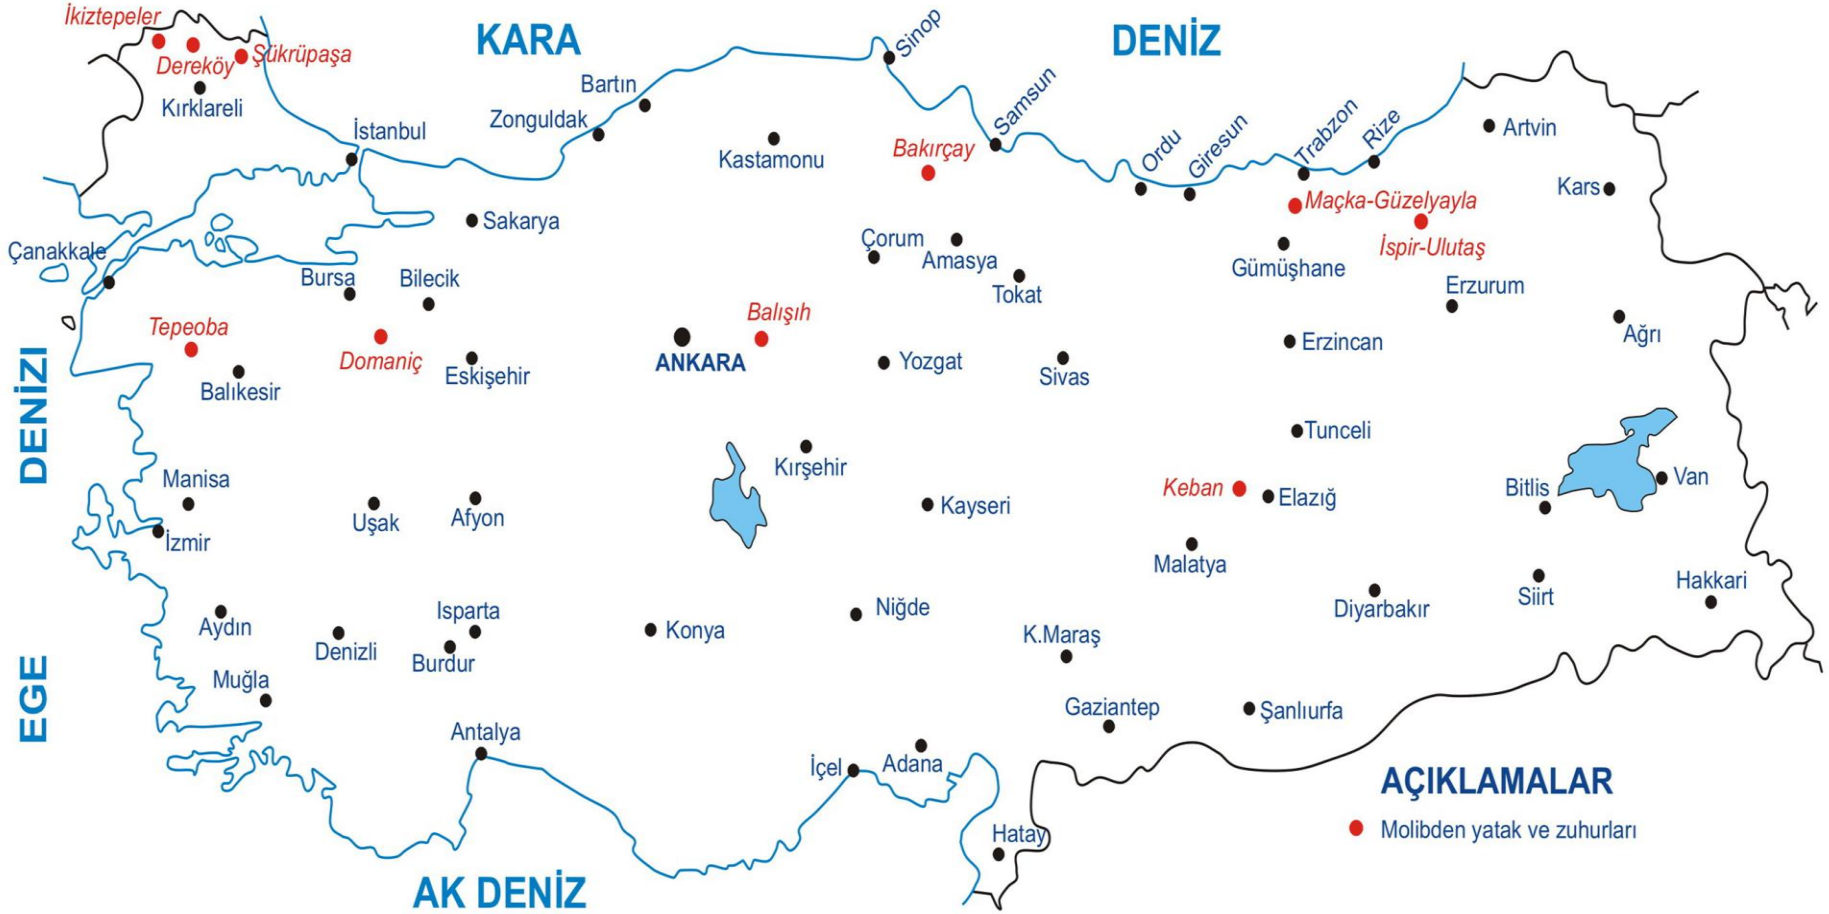 İkiztepeler
KARA
DENİZ
Sinop
Dereköy
Şükrüpaşa
Kırklareli
Bartın
Zonguldak
Samsun
İstanbul
Kastamonu
Bakırçay
Ordu
Giresun
Trabzon
Rize
Artvin
Kars
Sakarya
Maçka-Güzelyayla
İspir-Ulutaş
Çanakkale
Çorum
Amasya
Gümüşhane
Bursa
Bilecik
Tokat
Erzurum
Tepeoba
Balışıh
Domaniç
ANKARA
Erzincan
Ağrı
Balıkesir
Eskişehir
Yozgat
Sivas
EGE DENİZI
Tunceli
Kırşehir
Manisa
Keban
Elazığ
Bitlis
Van
Uşak
Afyon
Kayseri
İzmir
Malatya
Hakkari
Siirt
Diyarbakır
Aydın
Isparta
Niğde
Denizli
Burdur
Konya
K.Maraş
Muğla
Gaziantep
Şanlıurfa
Antalya
İçel
Adana
Hatay
AK DENİZ
AÇIKLAMALAR
Molibden yatak ve zuhurları